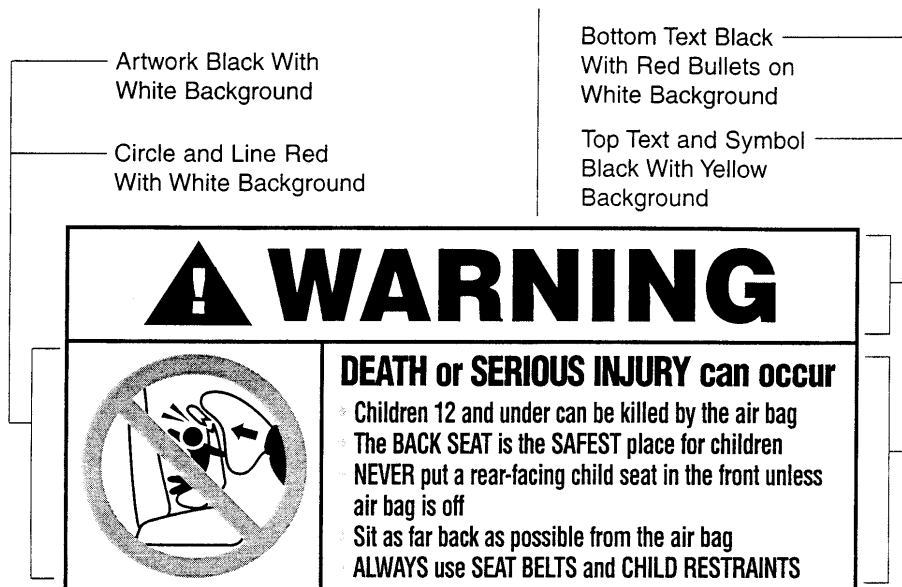 Artwork Black With
White Background
Circle and Line Red
With White Background
Bottom Text Black
With Red Bullets on
White Background
Top Text and Symbol
Black With Yellow
Background
! WARNING
DEATH or SERIOUS INJURY can occur
Children 12 and under can be killed by the air bag
The BACK SEAT is the SAFEST place for children
NEVER put a rear-facing child seat in the front unless
air bag is off
Sit as far back as possible from the air bag
ALWAYS use SEAT BELTS and CHILD RESTRAINTS